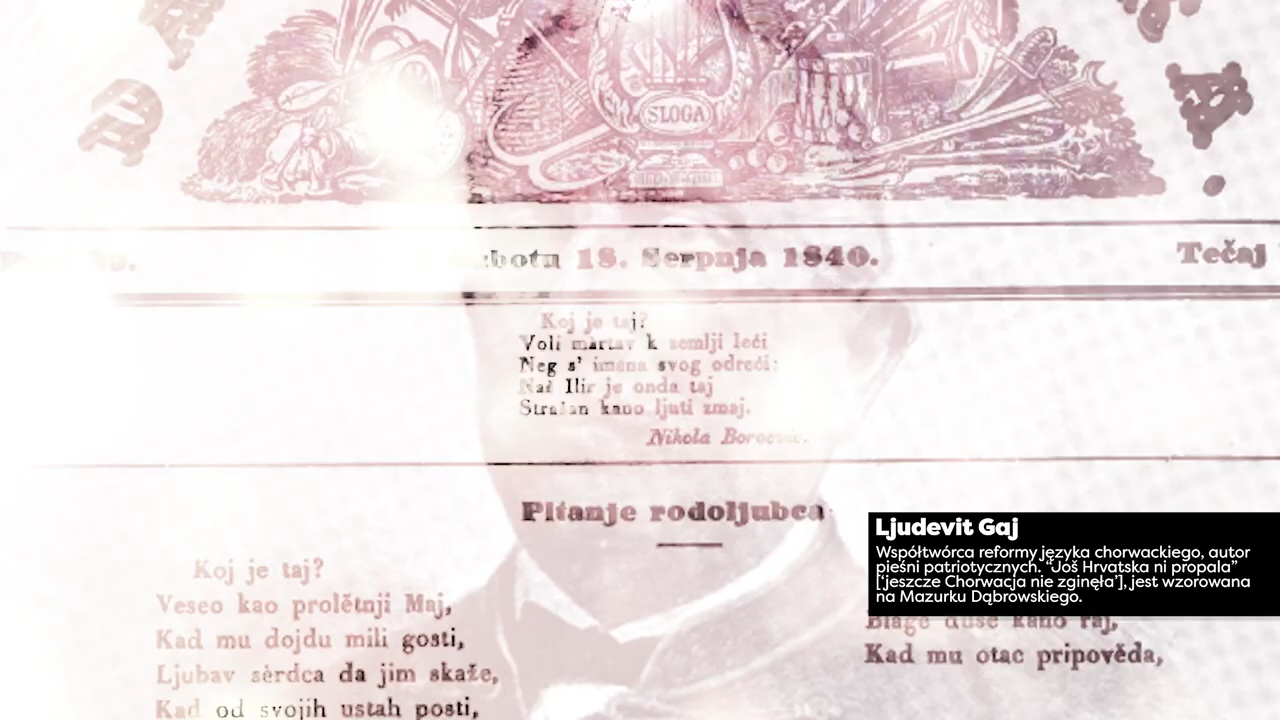 SLOGA
18. Serpnja 1840.
Tečaj
Koj je taj?
Voli màrtav k zemlji leći
Neg s' imena svog odreći:
Naš Ilir je onda taj
Strašan kano ljuti zmaj.
Nikola Boroević.
Pitanje rodoljubca
Koj je taj?
Veseo kao prolětnji Maj,
Kad mu dojdu mili gosti,
Ljubav sèrdca da jim skaže,
Kad od svojih ustah posti,
Blage duše kano raj,
Kad mu otac pripověda,
Ljudevit Gaj
Współtwórca reformy języka chorwackiego, autor
pieśni patriotycznych. "Još Hrvatska ni propala"
['jeszcze Chorwacja nie zginęła'], jest wzorowana
na Mazurku Dąbrowskiego.